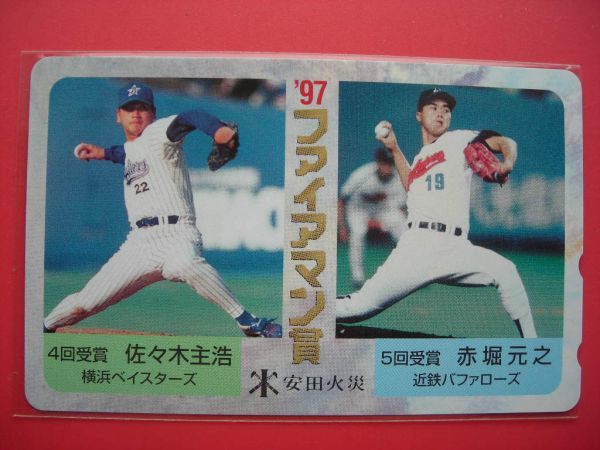 '97
ファイアマン賞
22
19
4回受賞 佐々木主浩
横浜ベイスターズ
安田火災
5回受賞 赤堀元之
近鉄バファローズ